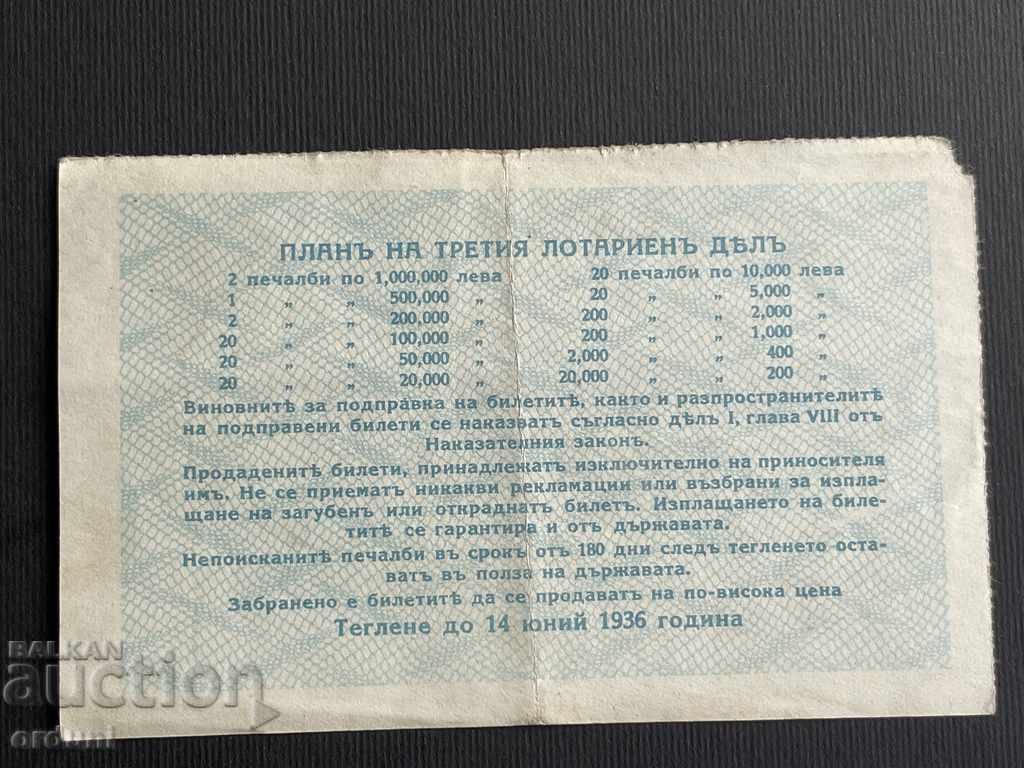 ПЛАНЪ НА ТРЕТИЯ ЛОТАРИЕНЪ ДѢЛЪ
2 печалби по 1,000,000 лева
1 „ „ 500,000 „
2 „ „ 200,000 „
20 „ „ 100,000 „
20 „ „ 50,000 „
20 „ „ 20,000 „
20 печалби по 10,000 лева
20 „ „ 5,000 „
200 „ „ 2,000 „
200 „ „ 1,000 „
2,000 „ „ 400 „
20,000 „ „ 200 „
Виновнитѣ за подправка на билетитѣ, както и разпространителитѣ
на подправени билети се наказватъ съгласно дѣлъ I, глава VIII отъ
Наказателния законъ.
Продаденитѣ билети, принадлежатъ изключително на приносителя
имъ. Не се приематъ никакви рекламации или възбрани за изпла-
щане на загубенъ или откраднатъ билетъ. Изплащането на биле-
титѣ се гарантира и отъ държавата.
Непоисканитѣ печалби въ срокъ отъ 180 дни следъ тегленето оста-
ватъ въ полза на държавата.
Забранено е билетитѣ да се продаватъ на по-висока цена
Теглене до 14 юний 1936 година
BALKAN
auction
orouni